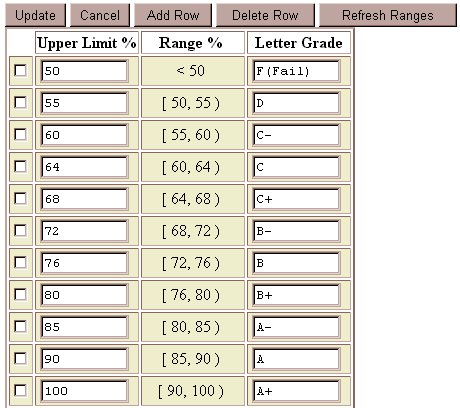 Update Cancel Add Row Delete Row Refresh Ranges
Upper Limit % Range % Letter Grade
50 < 50 F(Fail)
55 [ 50, 55 ) D
60 [ 55, 60 ) C-
64 [ 60, 64 ) C
68 [ 64, 68 ) C+
72 [ 68, 72 ) B-
76 [ 72, 76 ) B
80 [ 76, 80 ) B+
85 [ 80, 85 ) A-
90 [ 85, 90 ) A
100 [ 90, 100 ) A+